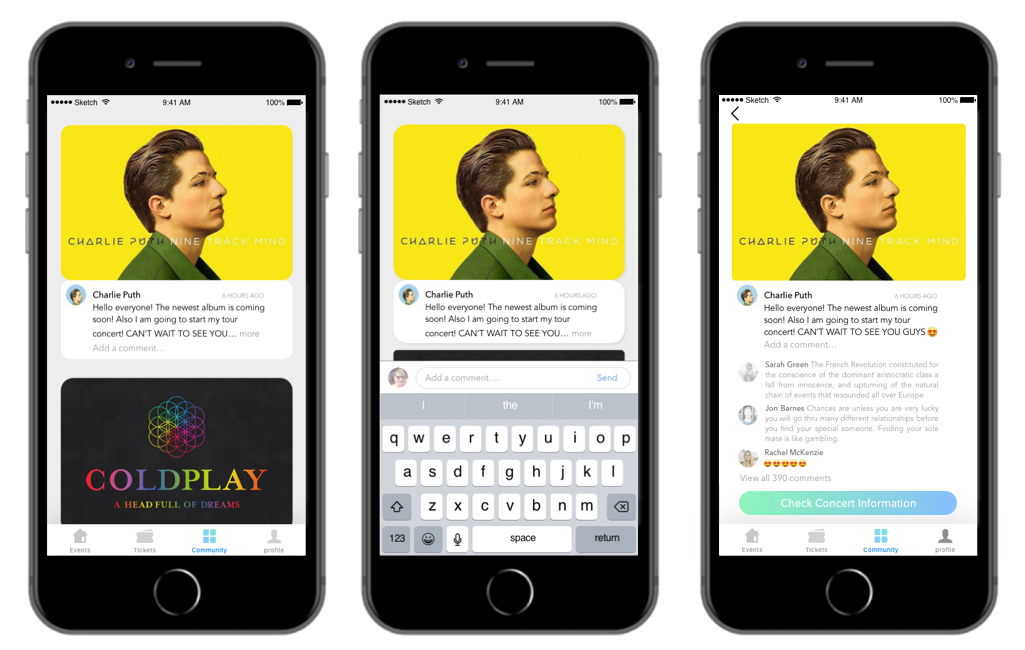 Sketch 9:41 AM 100%
CHARLIE PUTH NINE TRACK MIND
Charlie Puth 6 HOURS AGO
Hello everyone! The newest album is coming
soon! Also I am going to start my tour
concert! CAN'T WAIT TO SEE YOU... more
Add a comment...
COLDPLAY
A HEAD FULL OF DREAMS
Events Tickets Community profile
Sketch 9:41 AM 100%
CHARLIE PUTH NINE TRACK MIND
Charlie Puth 6 HOURS AGO
Hello everyone! The newest album is coming
soon! Also I am going to start my tour
concert! CAN'T WAIT TO SEE YOU... more
Add a comment.... Send
I the I'm
q w e r t y u i o p
a s d f g h j k l
z x c v b n m
123 space return
Sketch 9:41 AM 100%
CHARLIE PUTH NINE TRACK MIND
Charlie Puth 6 HOURS AGO
Hello everyone! The newest album is coming
soon! Also I am going to start my tour
concert! CAN'T WAIT TO SEE YOU GUYS 😍
Add a comment...
Sarah Green The French Revolution constituted for
the conscience of the dominant aristocratic class a
fall from innocence, and upturning of the natural
chain of events that resounded all over Europe
Jon Barnes Chances are unless you are very lucky
you will go thru many different relationships before
you find your special someone. Finding your sole
mate is like gambling.
Rachel McKenzie
😍😍😍😍😍
View all 390 comments
Check Concert Information
Events Tickets Community profile